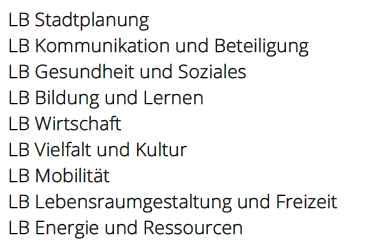 LB Stadtplanung
LB Kommunikation und Beteiligung
LB Gesundheit und Soziales
LB Bildung und Lernen
LB Wirtschaft
LB Vielfalt und Kultur
LB Mobilität
LB Lebensraumgestaltung und Freizeit
LB Energie und Ressourcen